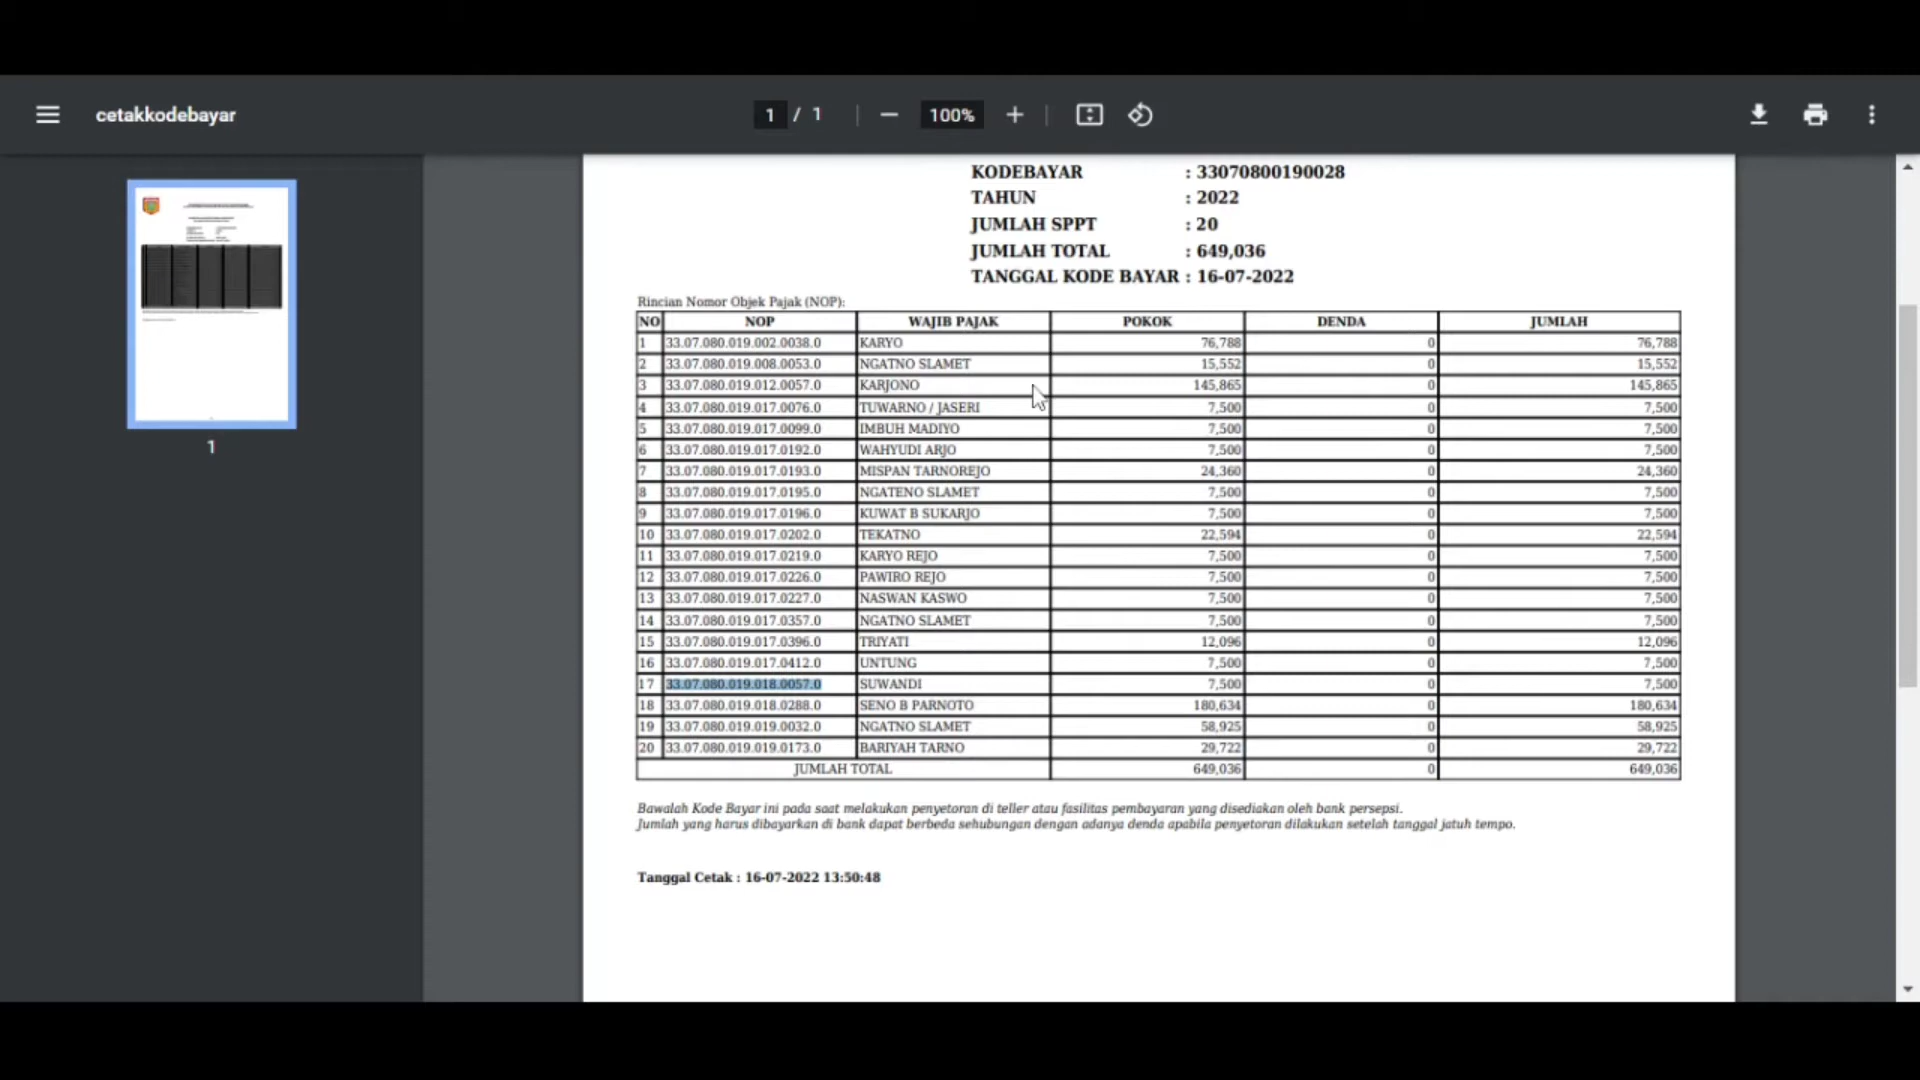 cetakkodebayar
1 / 1
100%
1
KODEBAYAR : 33070800190028
TAHUN : 2022
JUMLAH SPPT : 20
JUMLAH TOTAL : 649,036
TANGGAL KODE BAYAR : 16-07-2022
Rincian Nomor Objek Pajak (NOP):
NO NOP WAJIB PAJAK POKOK DENDA JUMLAH
1 33.07.080.019.002.0038.0 KARYO 76,788 0 76,788
2 33.07.080.019.008.0053.0 NGATNO SLAMET 15,552 0 15,552
3 33.07.080.019.012.0057.0 KARJONO 145,865 0 145,865
4 33.07.080.019.017.0076.0 TUWARNO / JASERI 7,500 0 7,500
5 33.07.080.019.017.0099.0 IMBUH MADIYO 7,500 0 7,500
6 33.07.080.019.017.0192.0 WAHYUDI ARJO 7,500 0 7,500
7 33.07.080.019.017.0193.0 MISPAN TARNOREJO 24,360 0 24,360
8 33.07.080.019.017.0195.0 NGATENO SLAMET 7,500 0 7,500
9 33.07.080.019.017.0196.0 KUWAT B SUKARJO 7,500 0 7,500
10 33.07.080.019.017.0202.0 TEKATNO 22,594 0 22,594
11 33.07.080.019.017.0219.0 KARYO REJO 7,500 0 7,500
12 33.07.080.019.017.0226.0 PAWIRO REJO 7,500 0 7,500
13 33.07.080.019.017.0227.0 NASWAN KASWO 7,500 0 7,500
14 33.07.080.019.017.0357.0 NGATNO SLAMET 7,500 0 7,500
15 33.07.080.019.017.0396.0 TRIYATI 12,096 0 12,096
16 33.07.080.019.017.0412.0 UNTUNG 7,500 0 7,500
17 33.07.080.019.018.0057.0 SUWANDI 7,500 0 7,500
18 33.07.080.019.018.0288.0 SENO B PARNOTO 180,634 0 180,634
19 33.07.080.019.019.0032.0 NGATNO SLAMET 58,925 0 58,925
20 33.07.080.019.019.0173.0 BARIYAH TARNO 29,722 0 29,722
JUMLAH TOTAL 649,036 0 649,036
Bawalah Kode Bayar ini pada saat melakukan penyetoran di teller atau fasilitas pembayaran yang disediakan oleh bank persepsi.
Jumlah yang harus dibayarkan di bank dapat berbeda sehubungan dengan adanya denda apabila penyetoran dilakukan setelah tanggal jatuh tempo.
Tanggal Cetak : 16-07-2022 13:50:48